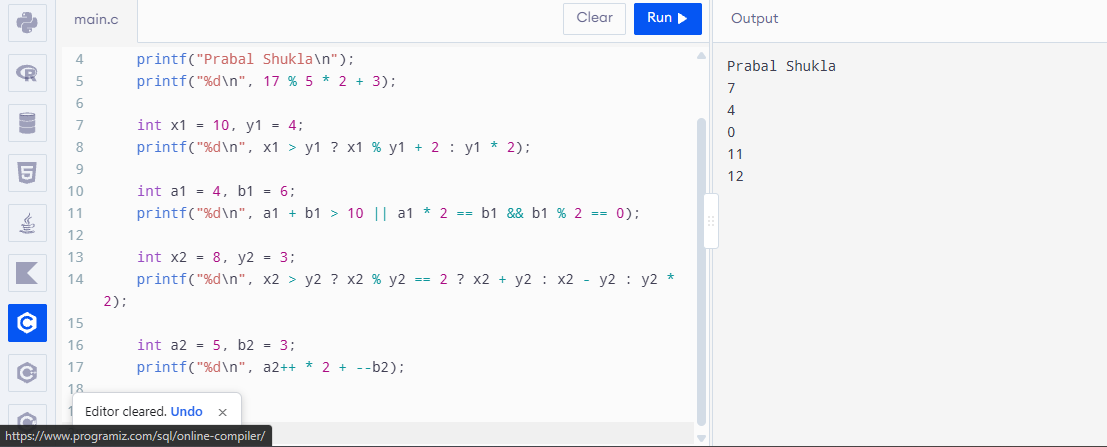 main.c
Clear
Run
Output
4 printf("Prabal Shukla\n");
5 printf("%d\n", 17 % 5 * 2 + 3);
6
7 int x1 = 10, y1 = 4;
8 printf("%d\n", x1 > y1 ? x1 % y1 + 2 : y1 * 2);
9
10 int a1 = 4, b1 = 6;
11 printf("%d\n", a1 + b1 > 10 || a1 * 2 == b1 && b1 % 2 == 0);
12
13 int x2 = 8, y2 = 3;
14 printf("%d\n", x2 > y2 ? x2 % y2 == 2 ? x2 + y2 : x2 - y2 : y2 *
2);
15
16 int a2 = 5, b2 = 3;
17 printf("%d\n", a2++ * 2 + --b2);
18
Editor cleared. Undo ×
https://www.programiz.com/sql/online-compiler/
Prabal Shukla
7
4
0
11
12